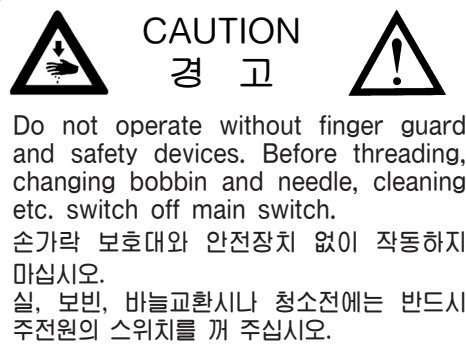 CAUTION
경 고
Do not operate without finger guard
and safety devices. Before threading,
changing bobbin and needle, cleaning
etc. switch off main switch.
손가락 보호대와 안전장치 없이 작동하지
마십시오.
실, 보빈, 바늘교환시나 청소전에는 반드시
주전원의 스위치를 꺼 주십시오.